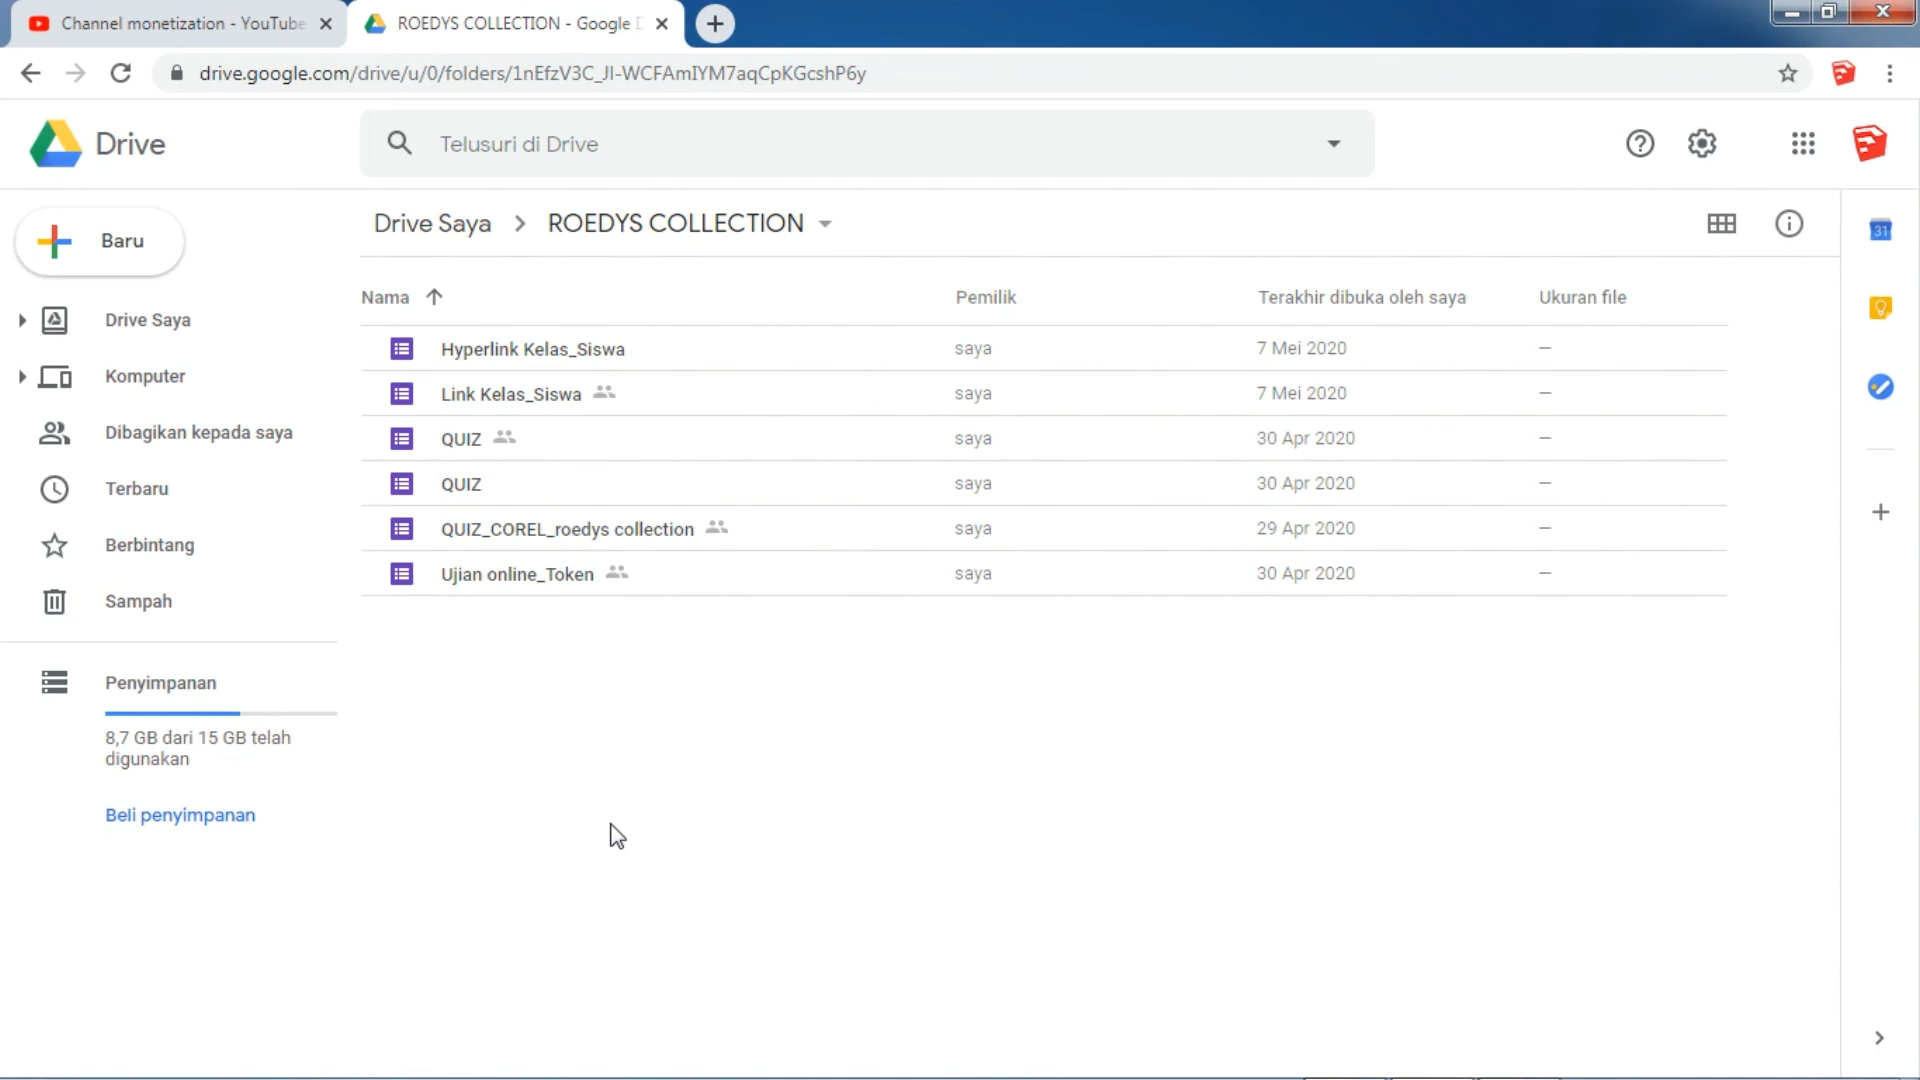 Channel monetization - YouTube
ROEDYS COLLECTION - Google D
drive.google.com/drive/u/0/folders/1nEfzV3C_JI-WCFAmIYM7aqCpKGcshP6y
Drive
Telusuri di Drive
Baru
Drive Saya
Komputer
Dibagikan kepada saya
Terbaru
Berbintang
Sampah
Penyimpanan
8,7 GB dari 15 GB telah
digunakan
Beli penyimpanan
Drive Saya > ROEDYS COLLECTION
Nama Pemilik Terakhir dibuka oleh saya Ukuran file
Hyperlink Kelas_Siswa saya 7 Mei 2020 —
Link Kelas_Siswa saya 7 Mei 2020 —
QUIZ saya 30 Apr 2020 —
QUIZ saya 30 Apr 2020 —
QUIZ_COREL_roedys collection saya 29 Apr 2020 —
Ujian online_Token saya 30 Apr 2020 —
31